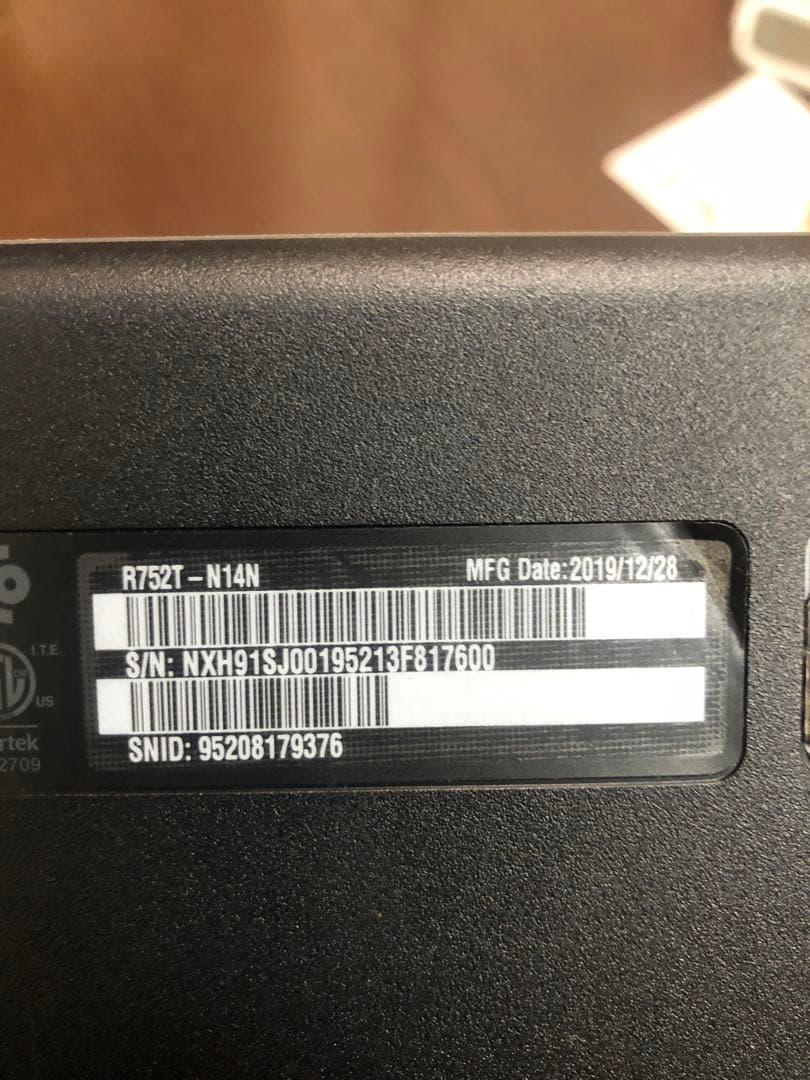 R752T-N14N MFG Date:2019/12/28
S/N: NXH91SJ00195213F817600
SNID: 95208179376
I.T.E.
US
rtek
2709